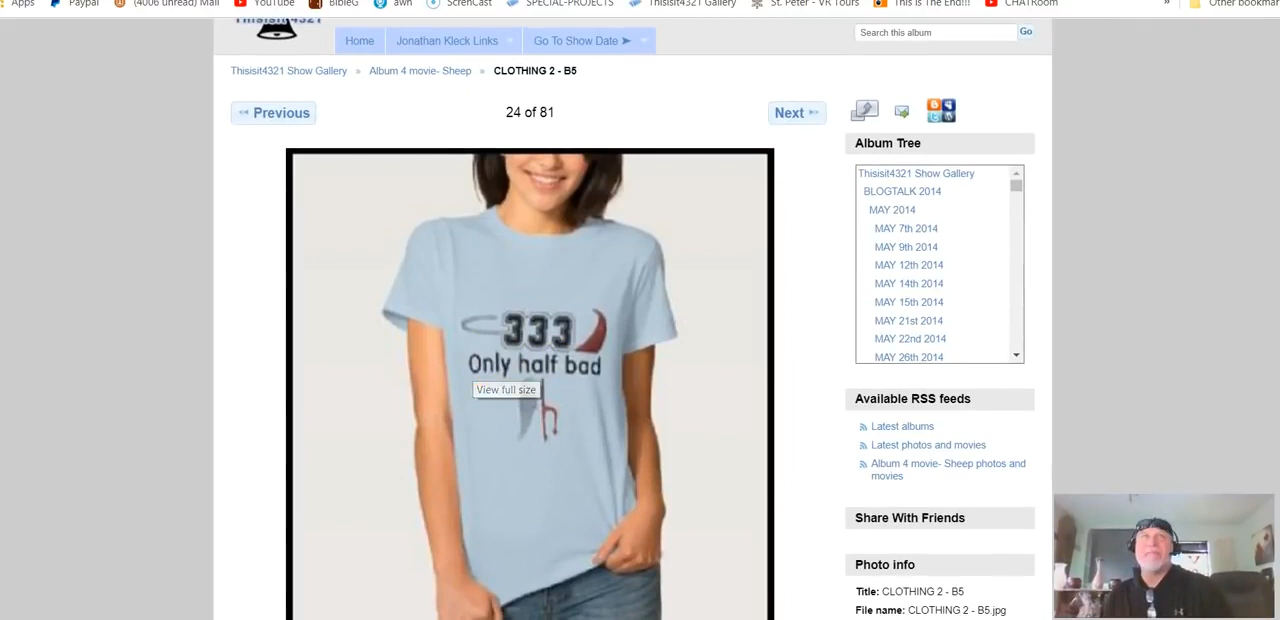 Apps
Paypal
(4006 unread) Mail
YouTube
BibleG
awn
ScrenCast
SPECIAL-PROJECTS
Thisisit4321 Gallery
St. Peter - VR Tours
This is The End!!!
CHATRoom
»
Other bookmar
Thisisit4321
Home
Jonathan Kleck Links
Go To Show Date ►
Search this album
Go
Thisisit4321 Show Gallery » Album 4 movie- Sheep » CLOTHING 2 - B5
Previous
24 of 81
Next
333
Only half bad
View full size
Album Tree
Thisisit4321 Show Gallery
BLOGTALK 2014
MAY 2014
MAY 7th 2014
MAY 9th 2014
MAY 12th 2014
MAY 14th 2014
MAY 15th 2014
MAY 21st 2014
MAY 22nd 2014
MAY 26th 2014
Available RSS feeds
Latest albums
Latest photos and movies
Album 4 movie- Sheep photos and
movies
Share With Friends
Photo info
Title: CLOTHING 2 - B5
File name: CLOTHING 2 - B5.jpg